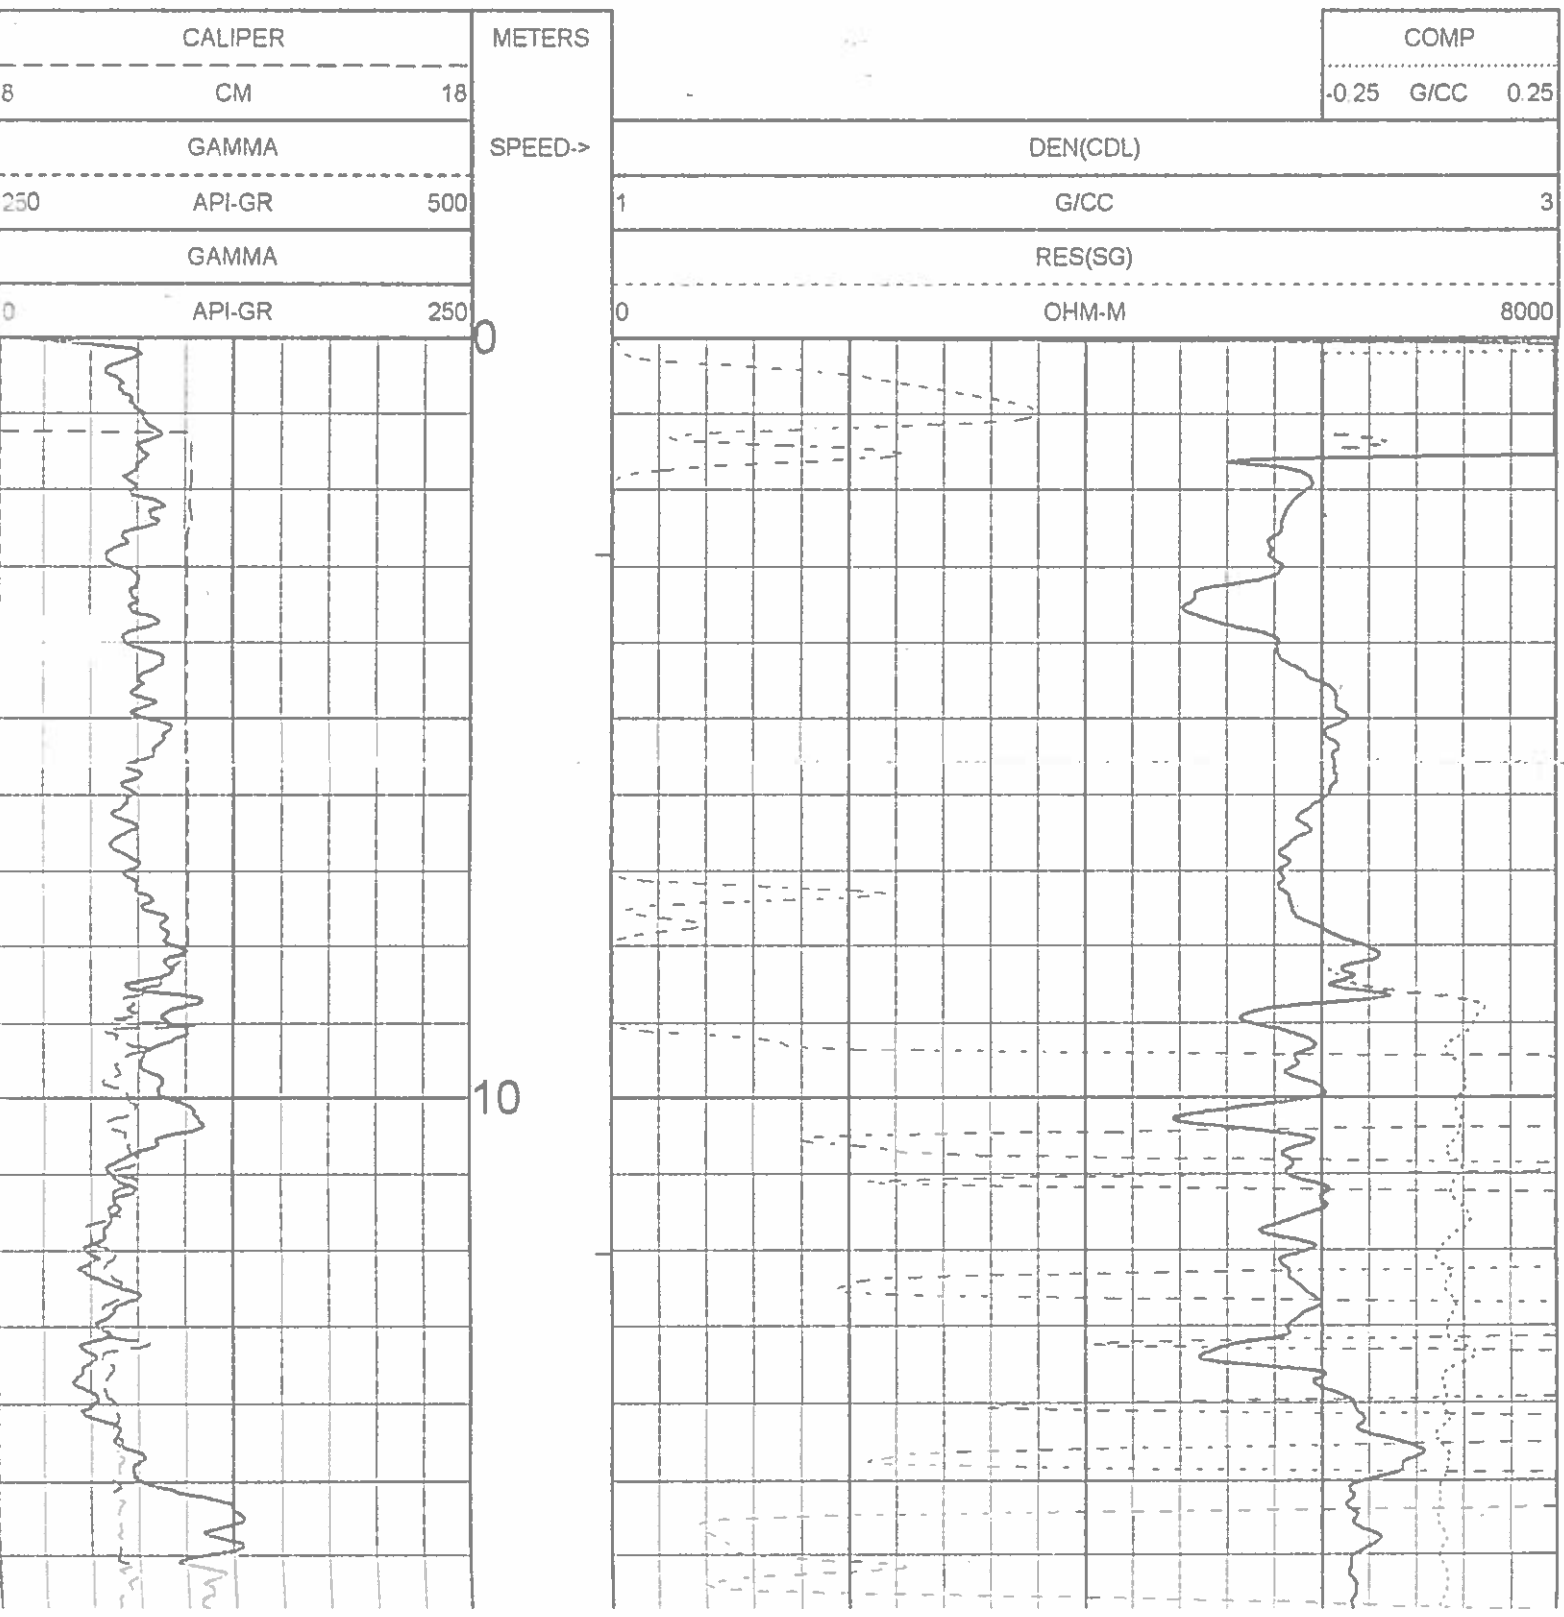 CALIPER METERS COMP
8 CM 18 -0.25 G/CC 0.25
GAMMA SPEED-> DEN(CDL)
250 API-GR 500 1 G/CC 3
GAMMA RES(SG)
0 API-GR 250 0 OHM-M 8000
0
10